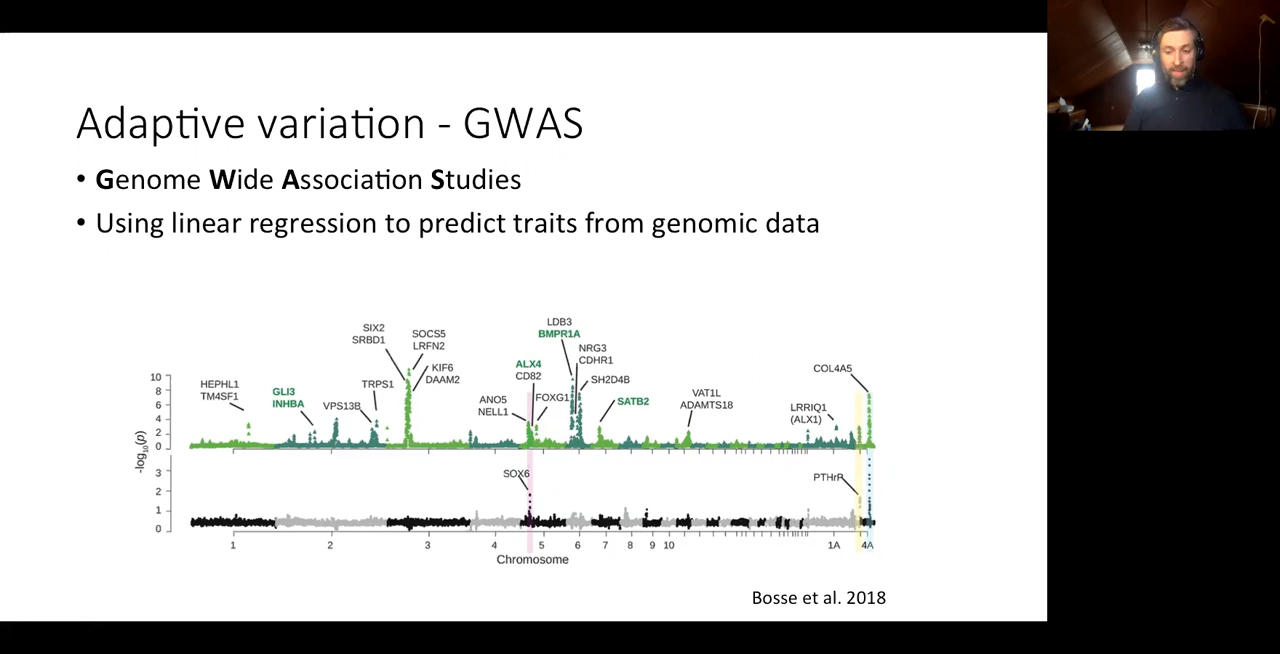 Adaptive variation - GWAS
• Genome Wide Association Studies
• Using linear regression to predict traits from genomic data
HEPHL1
TM4SF1
GLI3
INHBA
VPS13B
TRPS1
SIX2
SRBD1
SOCS5
LRFN2
KIF6
DAAM2
ANO5
NELL1
ALX4
CD82
FOXG1
LDB3
BMPR1A
NRG3
CDHR1
SH2D4B
SATB2
VAT1L
ADAMTS18
LRRIQ1
(ALX1)
COL4A5
10
8
6
4
2
0
-log10(p)
SOX6
PTHrP
3
2
1
0
1 2 3 4 5 6 7 8 9 10 1A 4A
Chromosome
Bosse et al. 2018